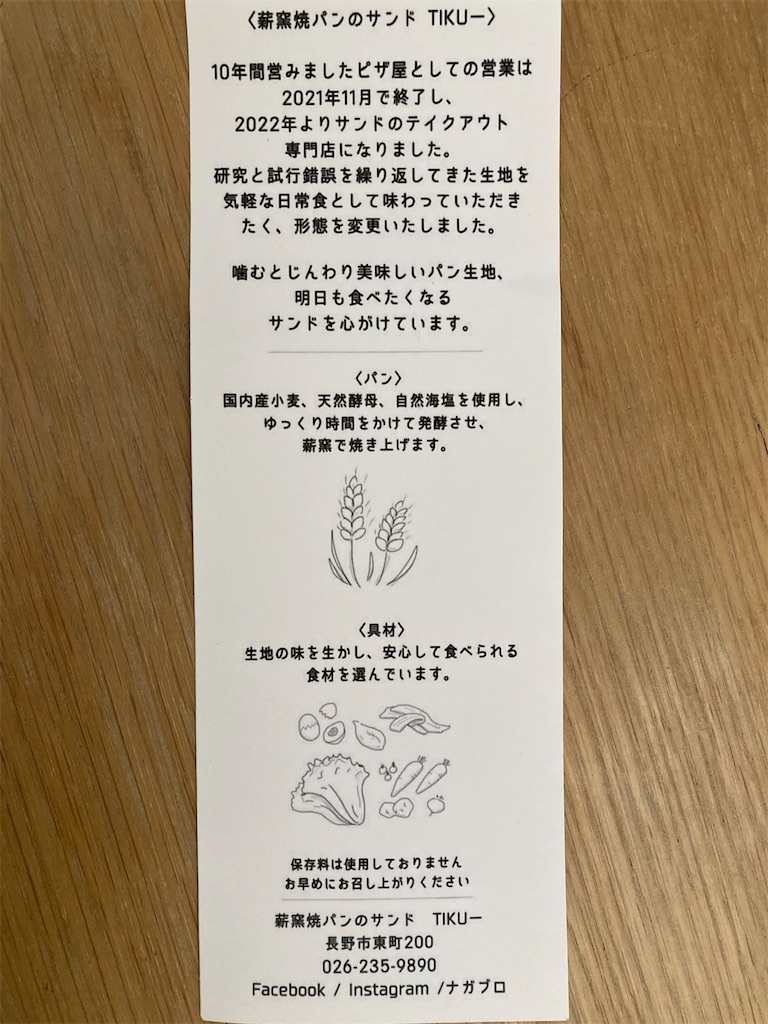 〈薪窯焼パンのサンド TIKUー〉
10年間営みましたピザ屋としての営業は
2021年11月で終了し、
2022年よりサンドのテイクアウト
専門店になりました。
研究と試行錯誤を繰り返してきた生地を
気軽な日常食として味わっていただき
たく、形態を変更いたしました。
噛むとじんわり美味しいパン生地、
明日も食べたくなる
サンドを心がけています。
〈パン〉
国内産小麦、天然酵母、自然海塩を使用し、
ゆっくり時間をかけて発酵させ、
薪窯で焼き上げます。
〈具材〉
生地の味を生かし、安心して食べられる
食材を選んでいます。
保存料は使用しておりません
お早めにお召し上がりください
薪窯焼パンのサンド　TIKUー
長野市東町200
026-235-9890
Facebook / Instagram /ナガブロ